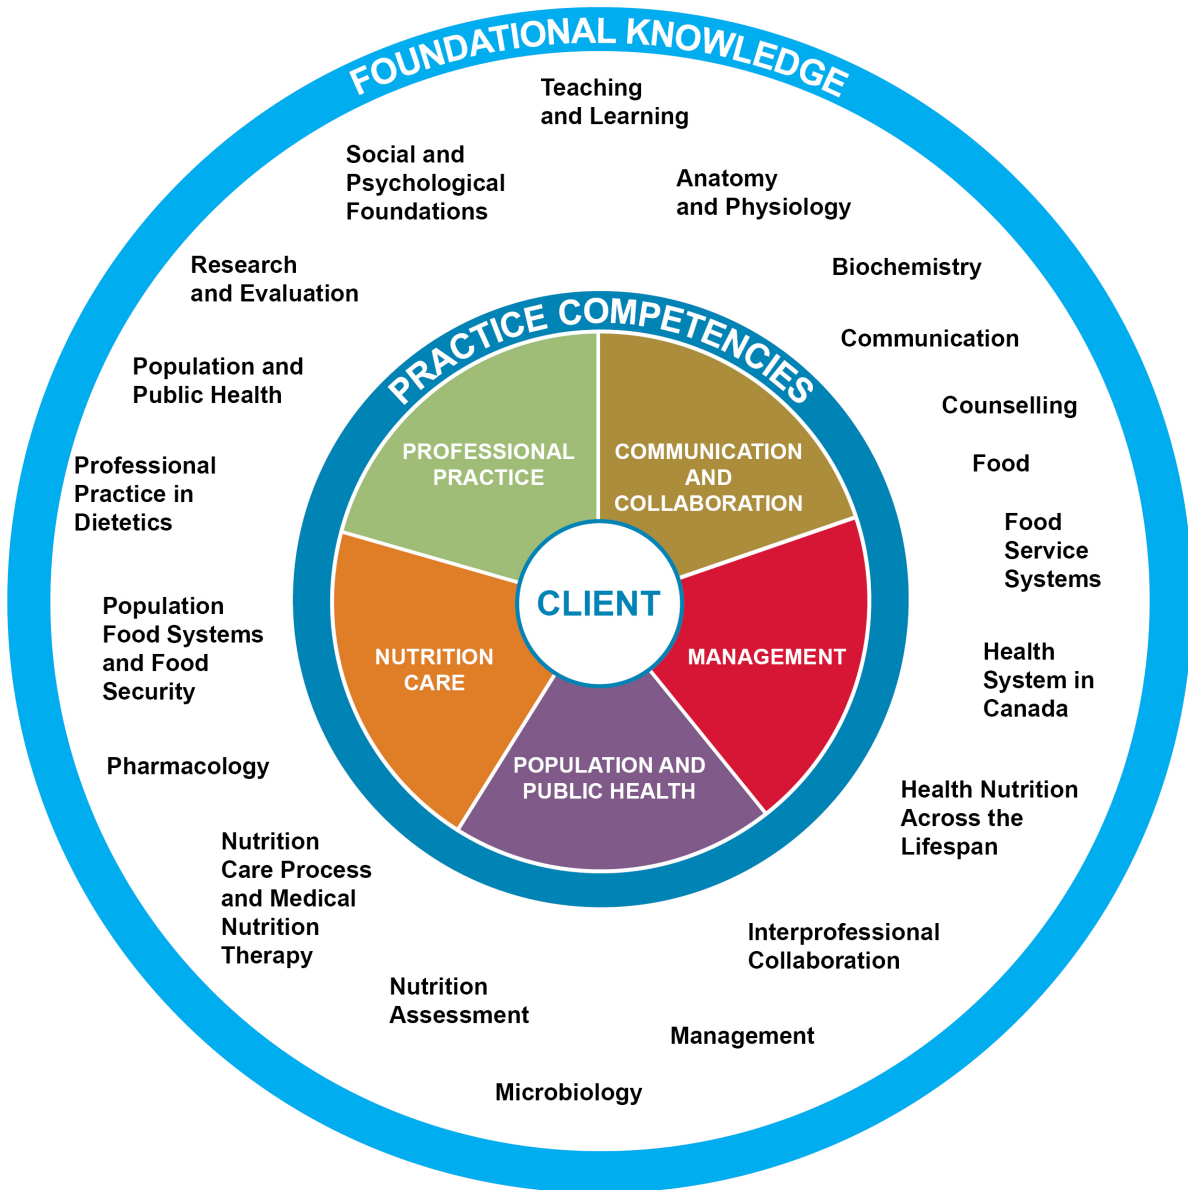 FOUNDATIONAL KNOWLEDGE
Teaching
and Learning
Anatomy
and Physiology
Biochemistry
Communication
Counselling
Food
Food
Service
Systems
Health
System in
Canada
Health Nutrition
Across the
Lifespan
Interprofessional
Collaboration
Management
Microbiology
Nutrition
Assessment
Nutrition
Care Process
and Medical
Nutrition
Therapy
Pharmacology
Population
Food Systems
and Food
Security
Professional
Practice in
Dietetics
Population and
Public Health
Research
and Evaluation
Social and
Psychological
Foundations
PRACTICE COMPETENCIES
PROFESSIONAL
PRACTICE
COMMUNICATION
AND
COLLABORATION
MANAGEMENT
POPULATION AND
PUBLIC HEALTH
NUTRITION
CARE
CLIENT